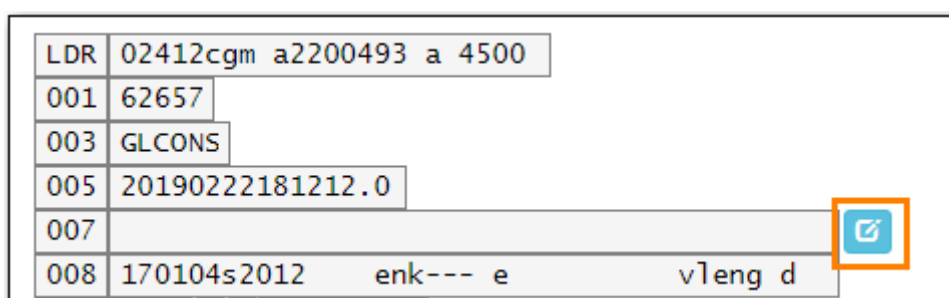 LDR 02412cgm a2200493 a 4500
001 62657
003 GLCONS
005 20190222181212.0
007
008 170104s2012    enk--- e           vleng d